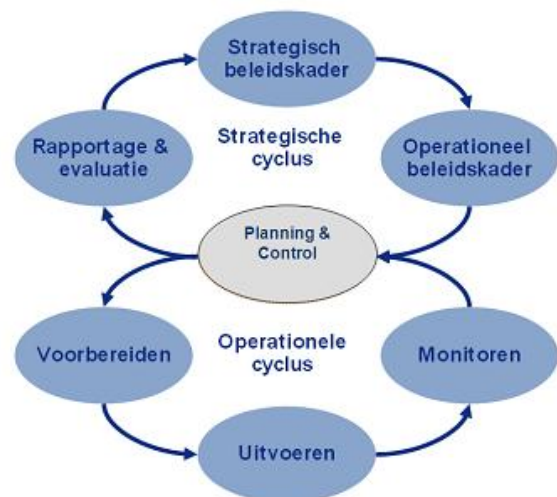 Strategisch
beleidskader
Rapportage &
evaluatie
Strategische
cyclus
Operationeel
beleidskader
Planning &
Control
Voorbereiden
Operationele
cyclus
Monitoren
Uitvoeren